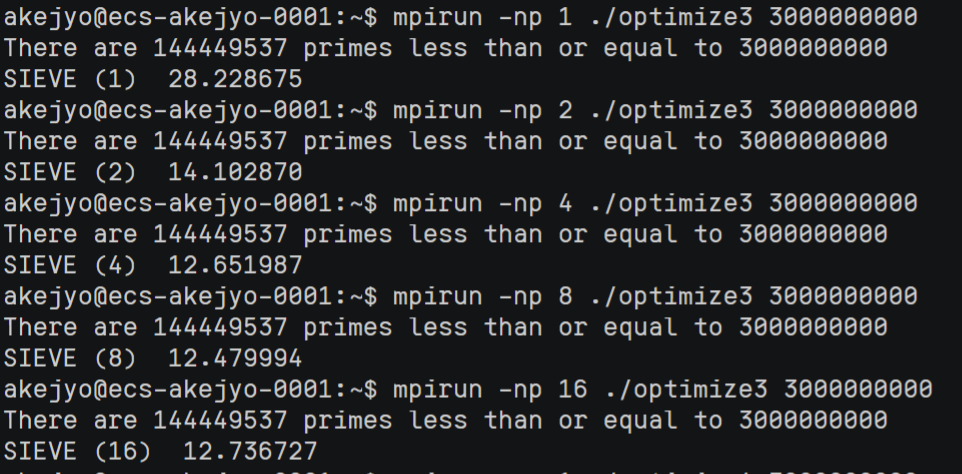 akejyo@ecs-akejyo-0001:~$ mpirun -np 1 ./optimize3 3000000000
There are 144449537 primes less than or equal to 3000000000
SIEVE (1)  28.228675
akejyo@ecs-akejyo-0001:~$ mpirun -np 2 ./optimize3 3000000000
There are 144449537 primes less than or equal to 3000000000
SIEVE (2)  14.102870
akejyo@ecs-akejyo-0001:~$ mpirun -np 4 ./optimize3 3000000000
There are 144449537 primes less than or equal to 3000000000
SIEVE (4)  12.651987
akejyo@ecs-akejyo-0001:~$ mpirun -np 8 ./optimize3 3000000000
There are 144449537 primes less than or equal to 3000000000
SIEVE (8)  12.479994
akejyo@ecs-akejyo-0001:~$ mpirun -np 16 ./optimize3 3000000000
There are 144449537 primes less than or equal to 3000000000
SIEVE (16)  12.736727